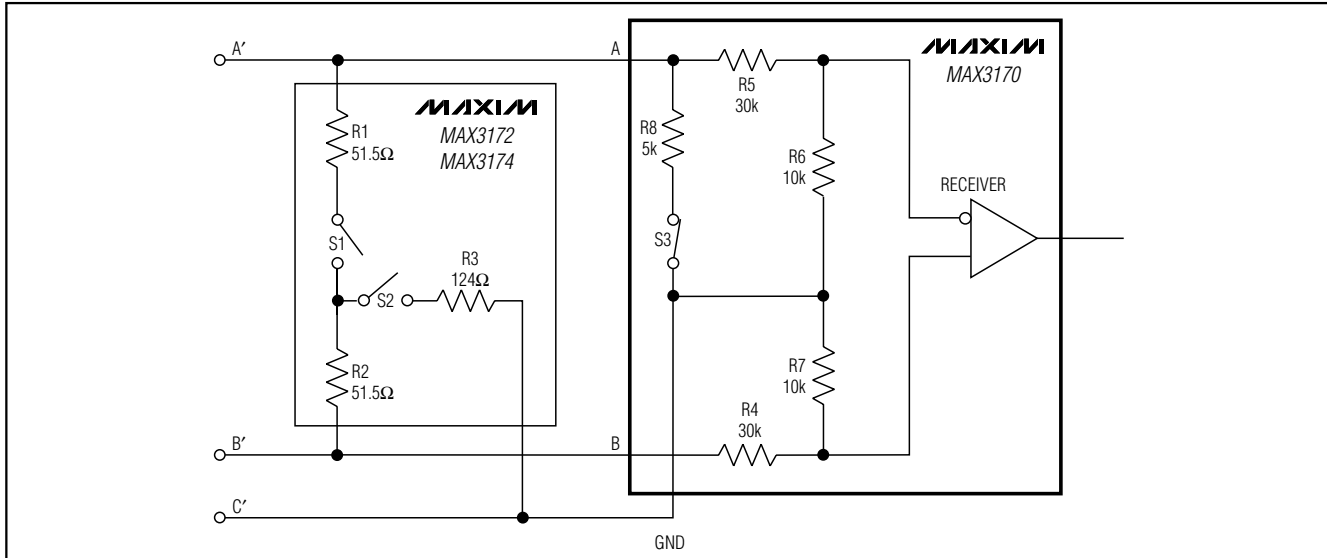 A′
A
MAXIM
MAX3170
R5
30k
MAXIM
MAX3172
MAX3174
R1
51.5Ω
R8
5k
R6
10k
RECEIVER
S1
S3
R3
124Ω
S2
R2
51.5Ω
R7
10k
R4
30k
B′
B
C′
GND